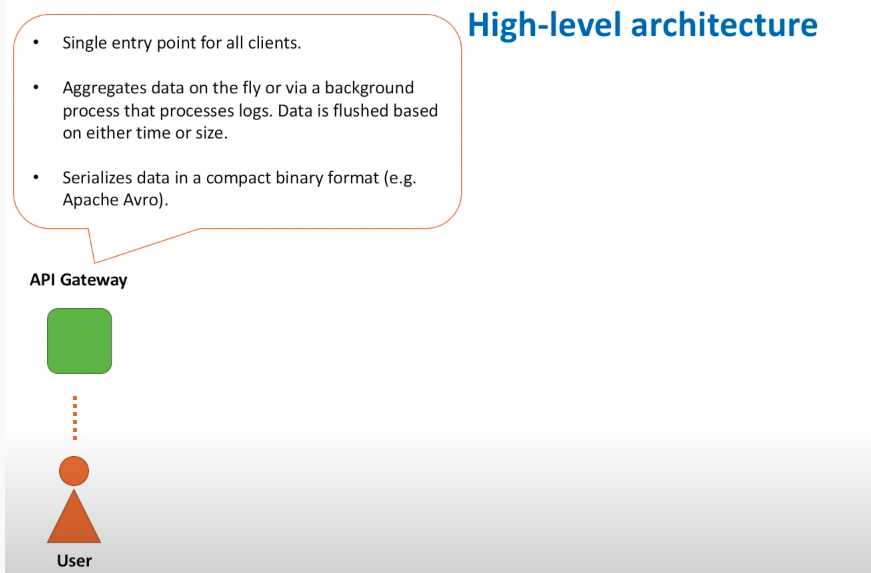 High-level architecture
• Single entry point for all clients.
• Aggregates data on the fly or via a background
process that processes logs. Data is flushed based
on either time or size.
• Serializes data in a compact binary format (e.g.
Apache Avro).
API Gateway
User